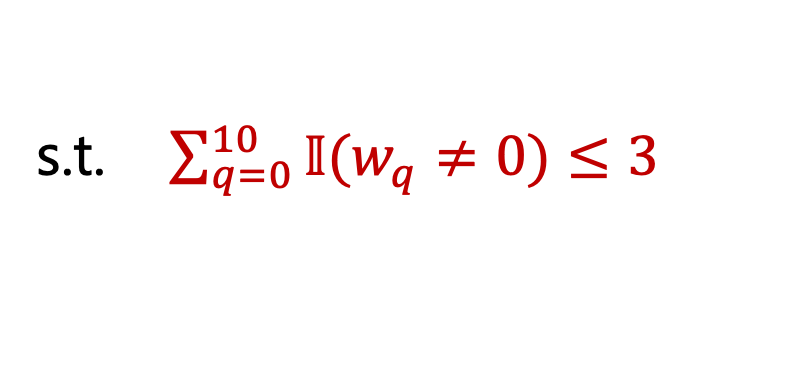 s.t. ∑_{q=0}^{10} 𝕀(w_q ≠ 0) ≤ 3